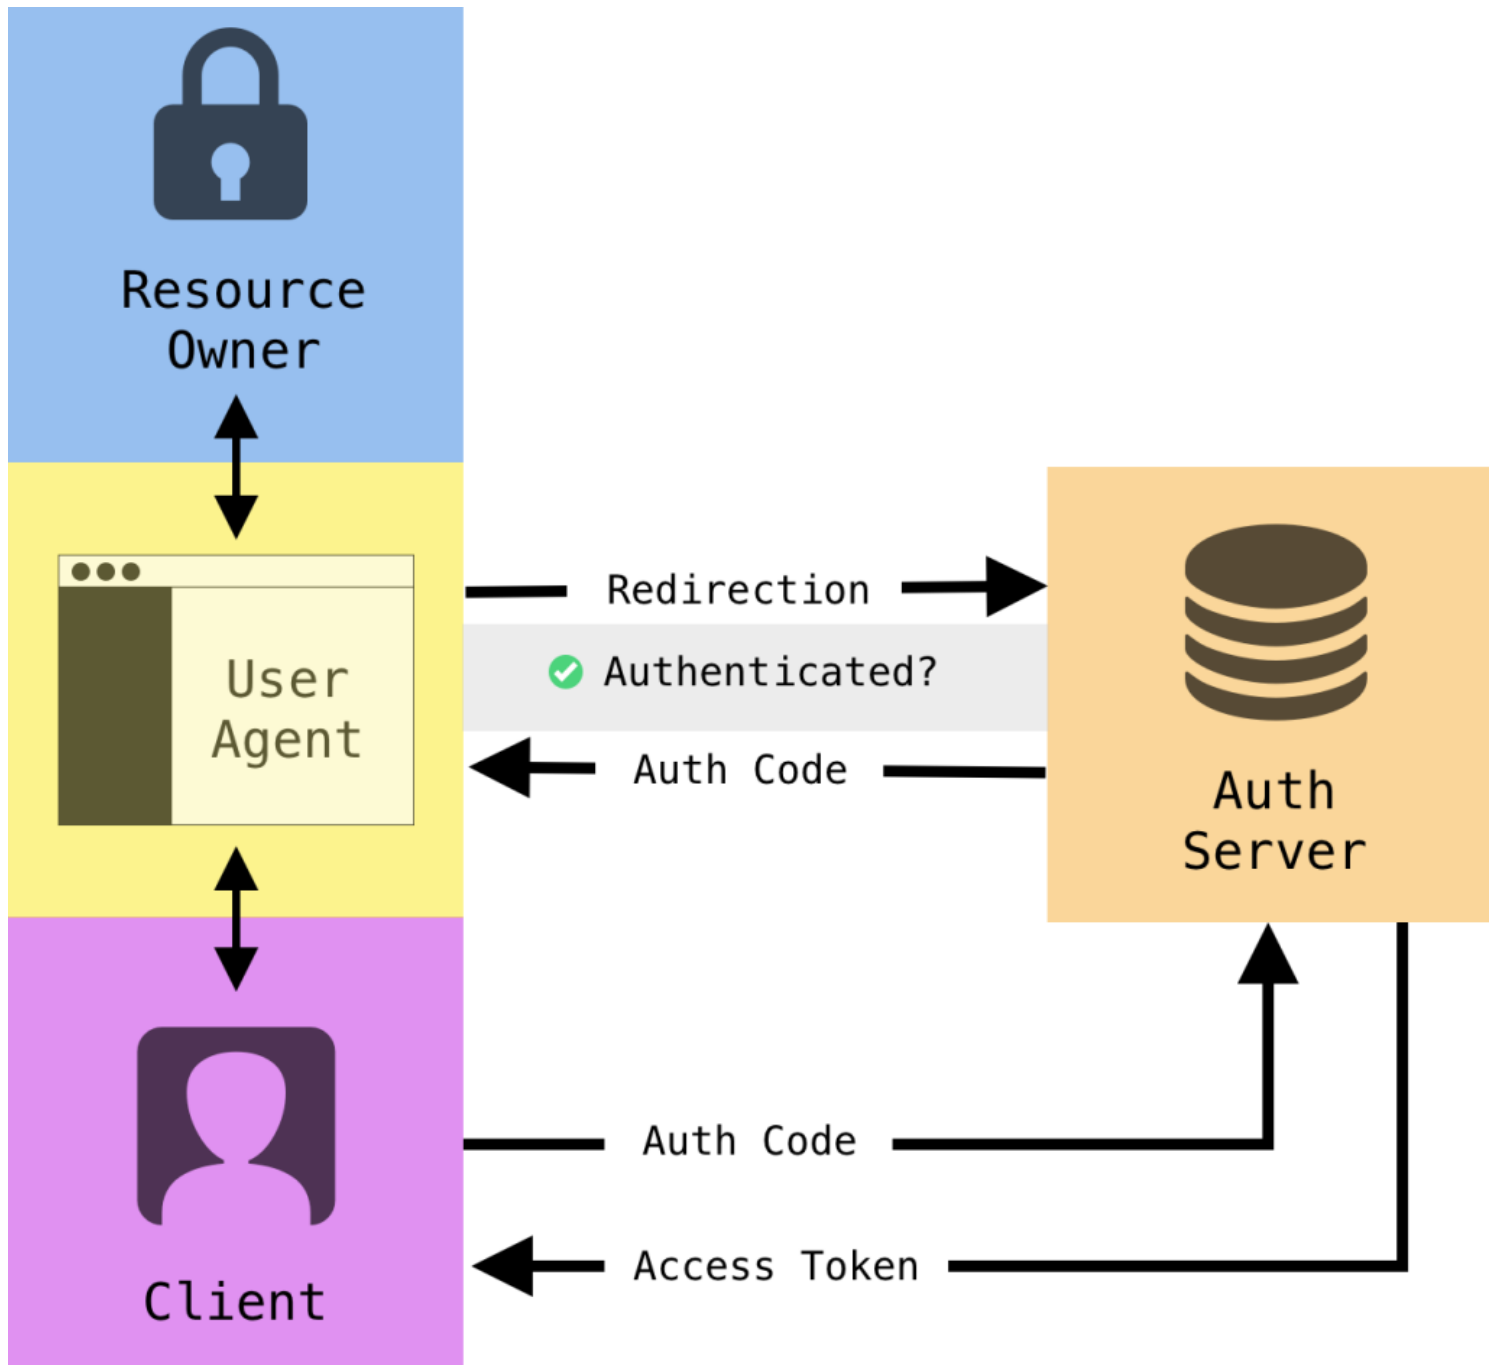 Resource
Owner
User
Agent
Redirection
Authenticated?
Auth Code
Auth
Server
Client
Auth Code
Access Token